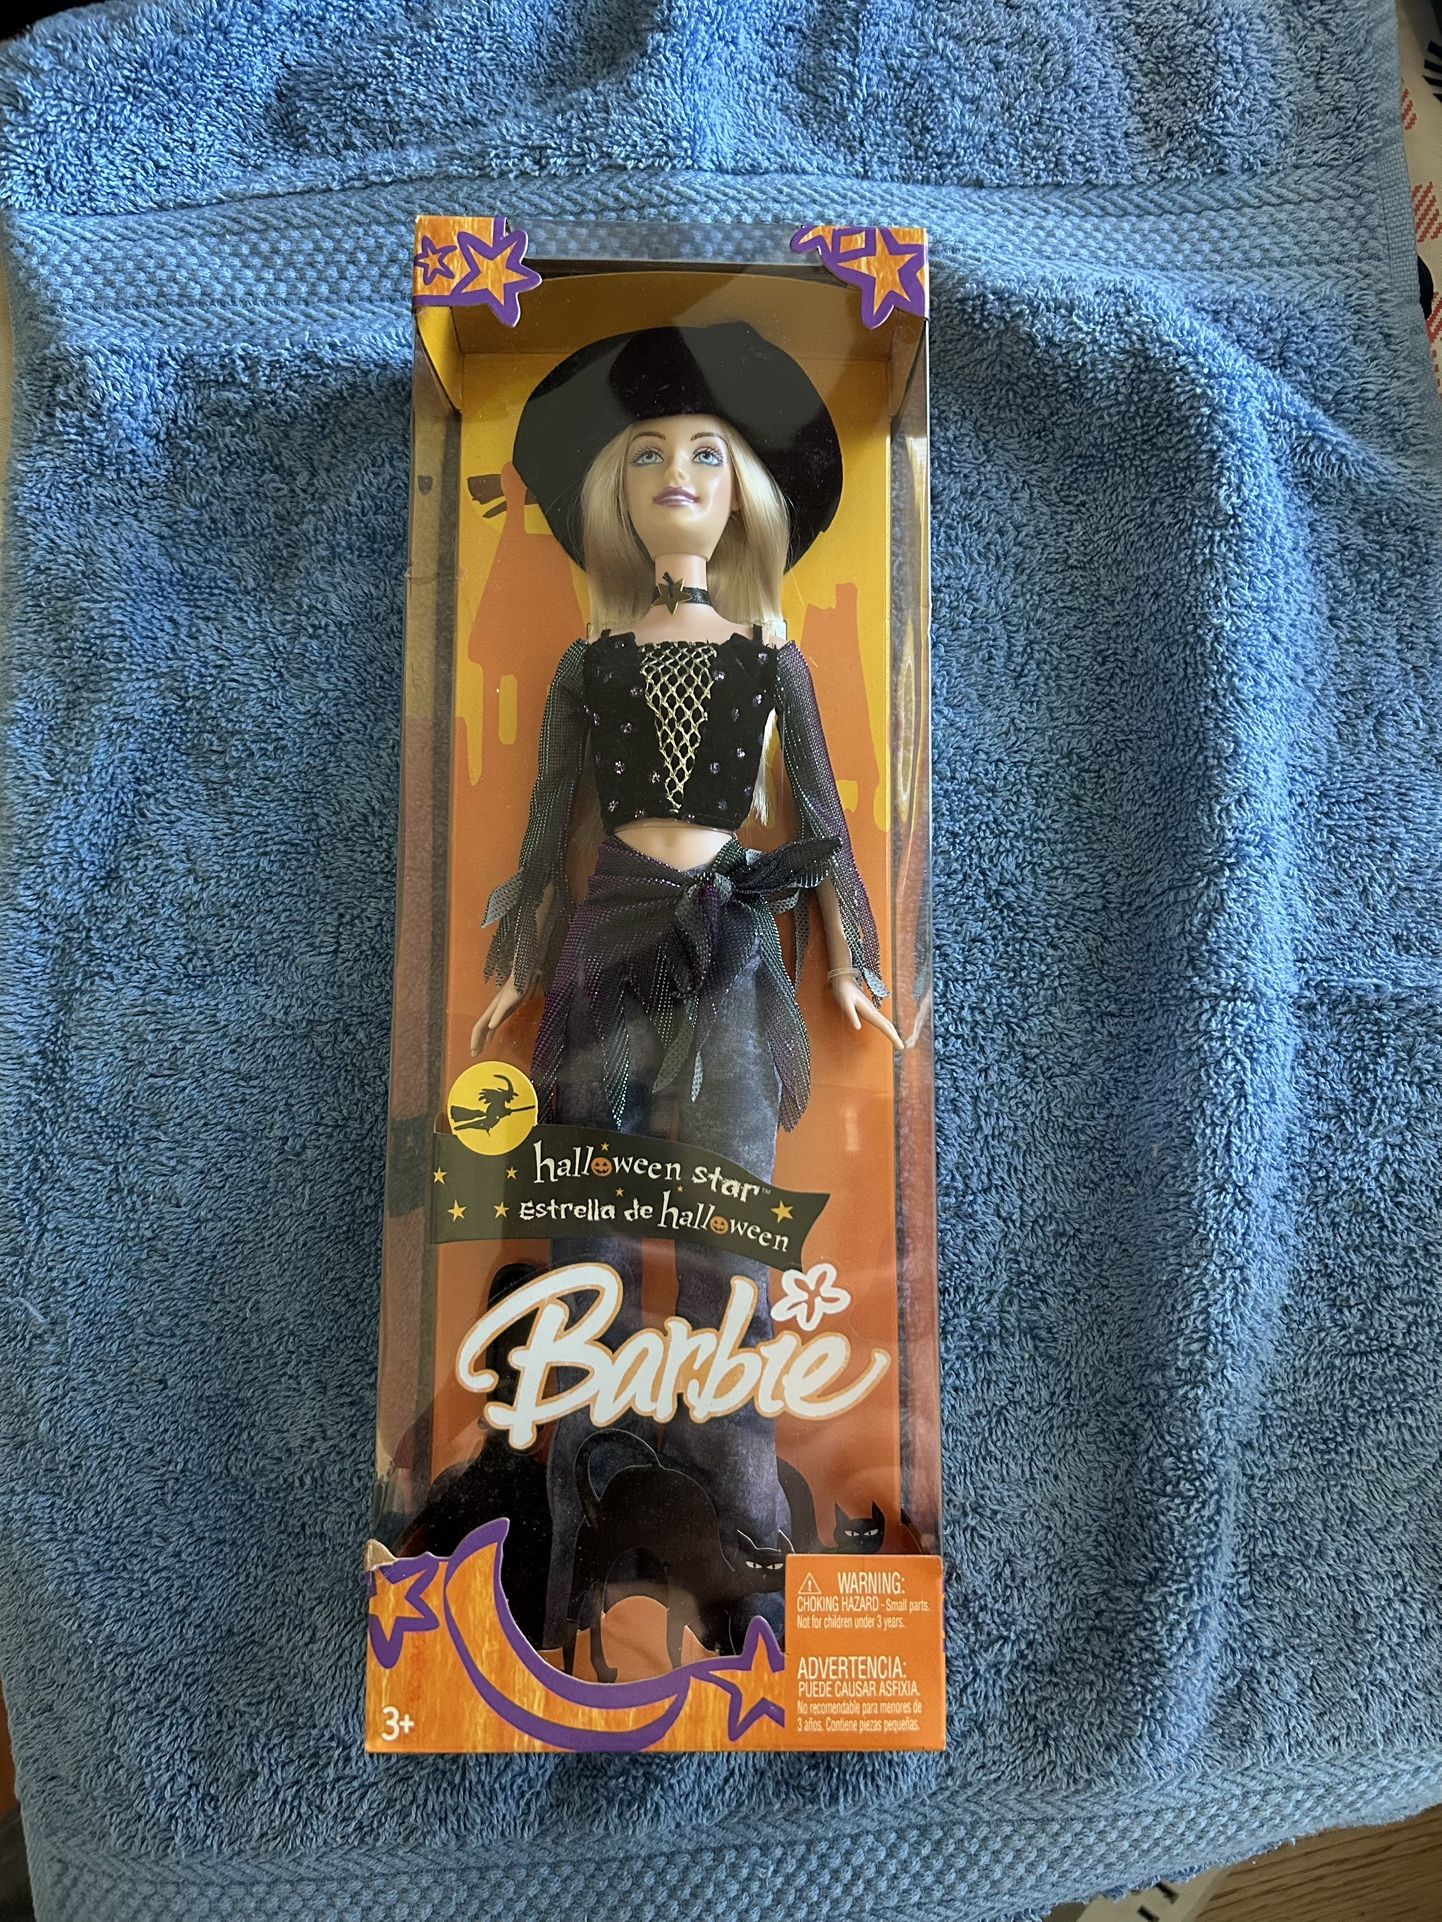 halloween star™
Estrella de halloween
Barbie
WARNING:
CHOKING HAZARD - Small parts.
Not for children under 3 years.
ADVERTENCIA:
PUEDE CAUSAR ASFIXIA.
No recomendable para menores de
3 años. Contiene piezas pequeñas.
3+